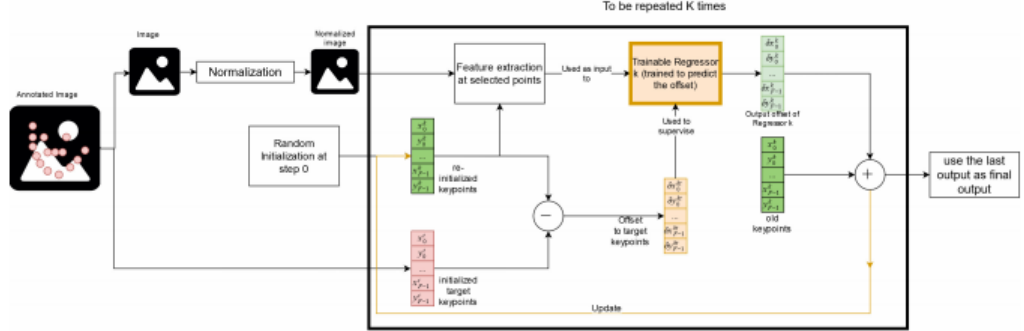 To be repeated K times
Image
Normalized
image
Normalization
Annotated Image
Feature extraction
at selected points
Used as input
to
Trainable Regressor
k (trained to predict
the offset)
Output offset of
Regressor k
Used to
supervise
Random
Initialization at
step 0
re-
initialized
keypoints
−
Offset
to target
keypoints
old
keypoints
+
use the last
output as final
output
initialized
target
keypoints
Update